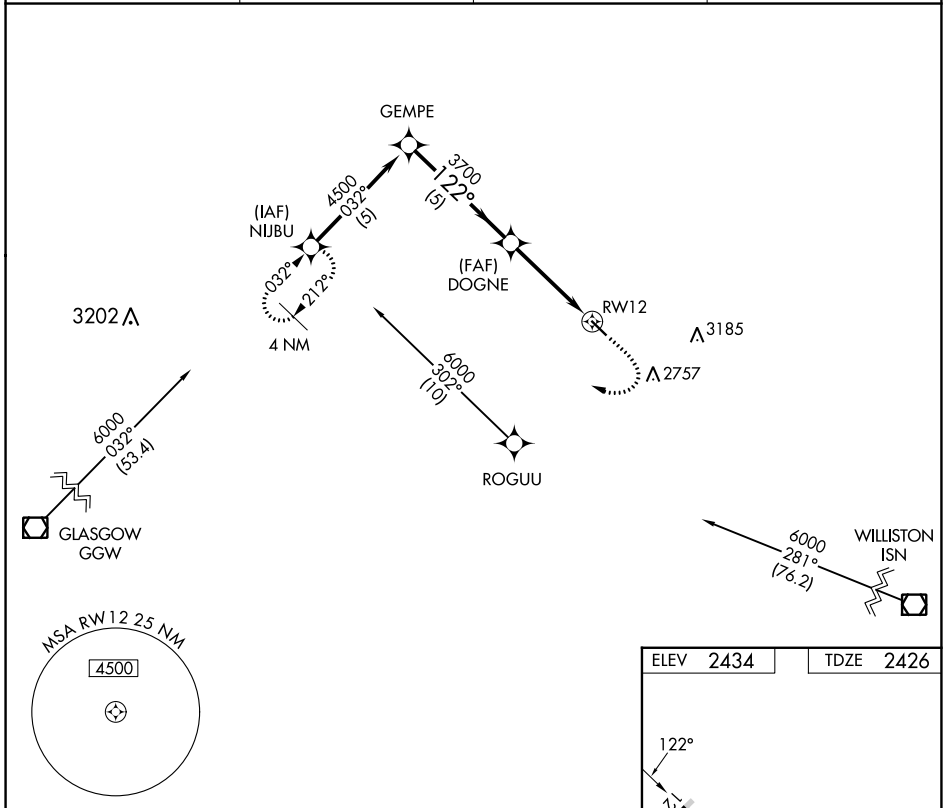 GEMPE
3700
122°
(5)
4500
032°
(5)
(IAF)
NIJBU
032°
212°
4 NM
(FAF)
DOGNE
RW12
3202
3185
2757
6000
302°
(10)
ROGUU
6000
032°
(53.4)
GLASGOW
GGW
6000
281°
(76.2)
WILLISTON
ISN
MSA RW12 25 NM
4500
ELEV 2434
TDZE 2426
122°
12